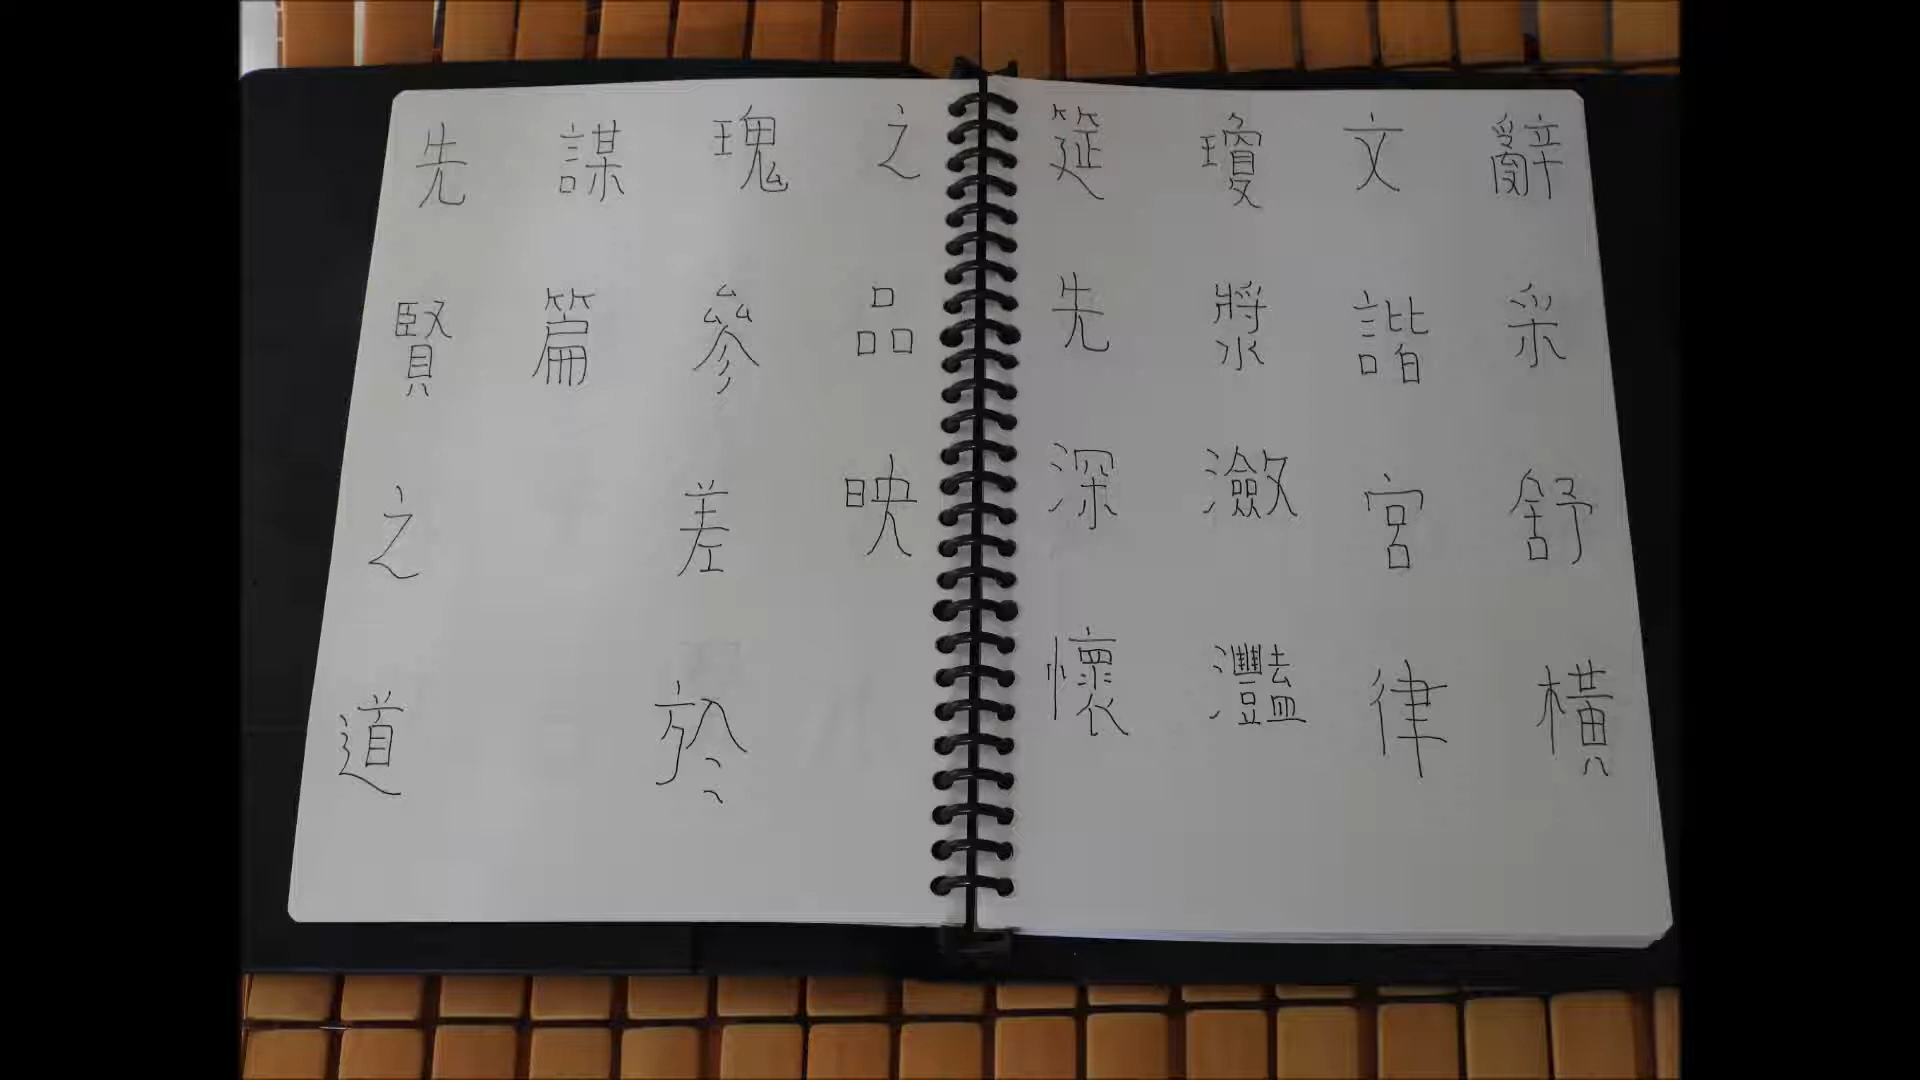 辭采舒橫
文諧宮律
瓊漿瀲灩
筵先深懷
之品映
瑰參差於
謀篇
先賢之道